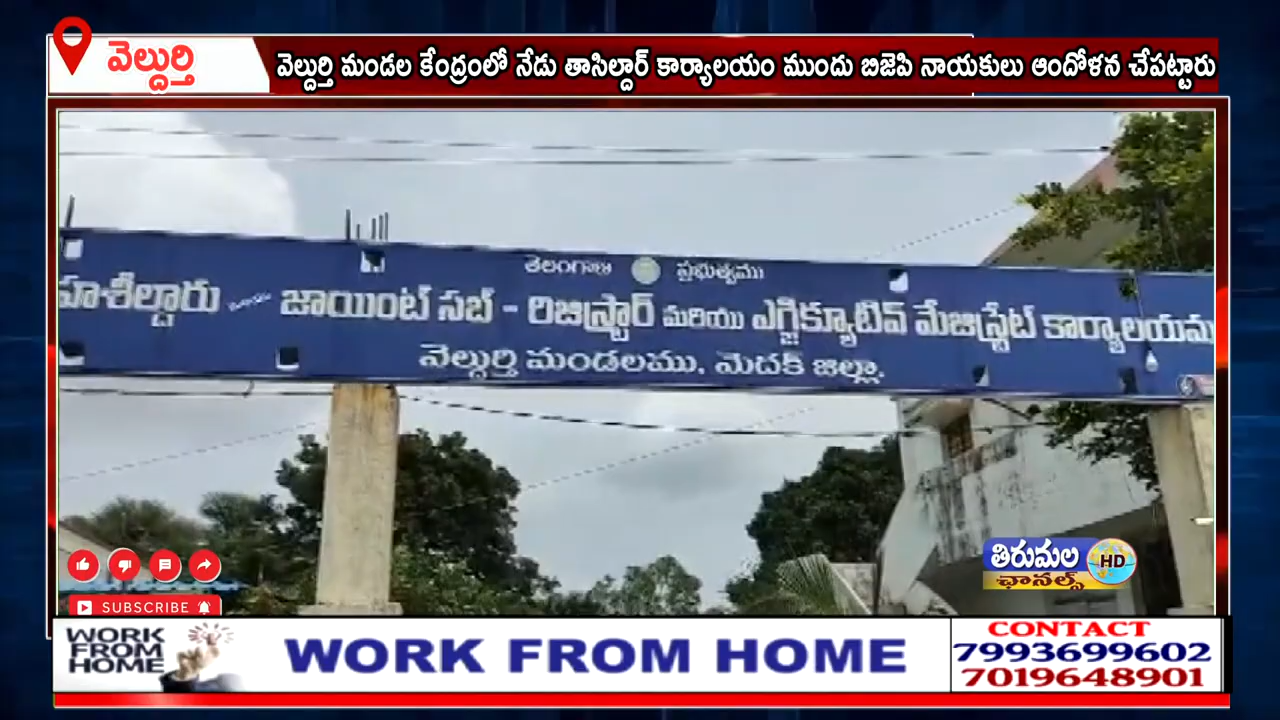 వెల్దుర్తి
వెల్దుర్తి మండల కేంద్రంలో నేడు తాసిల్దార్ కార్యాలయం ముందు బిజెపి నాయకులు ఆందోళన చేపట్టారు
తెలంగాణ ప్రభుత్వము
హశీల్దారు జాయింట్ సబ్ - రిజిస్ట్రార్ మరియు ఎగ్జిక్యూటివ్ మేజిస్ట్రేట్ కార్యాలయము
వెల్దుర్తి మండలము. మెదక్ జిల్లా.
తిరుమల
ఛానల్స్
HD
SUBSCRIBE
WORK
FROM
HOME
WORK FROM HOME
CONTACT
7993699602
7019648901